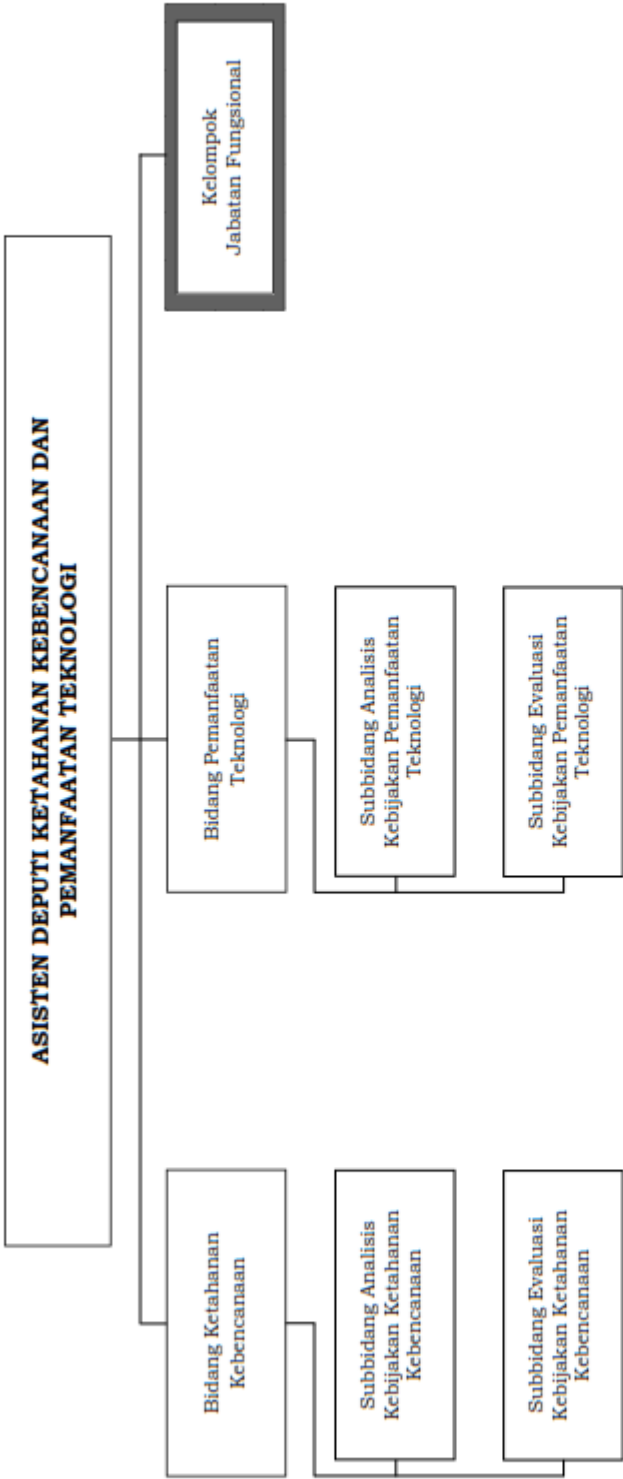 ASISTEN DEPUTI KETAHANAN KEBENCANAAN DAN
PEMANFAATAN TEKNOLOGI
Bidang Ketahanan
Kebencanaan
Bidang Pemanfaatan
Teknologi
Kelompok
Jabatan Fungsional
Subbidang Analisis
Kebijakan Ketahanan
Kebencanaan
Subbidang Analisis
Kebijakan Pemanfaatan
Teknologi
Subbidang Evaluasi
Kebijakan Ketahanan
Kebencanaan
Subbidang Evaluasi
Kebijakan Pemanfaatan
Teknologi